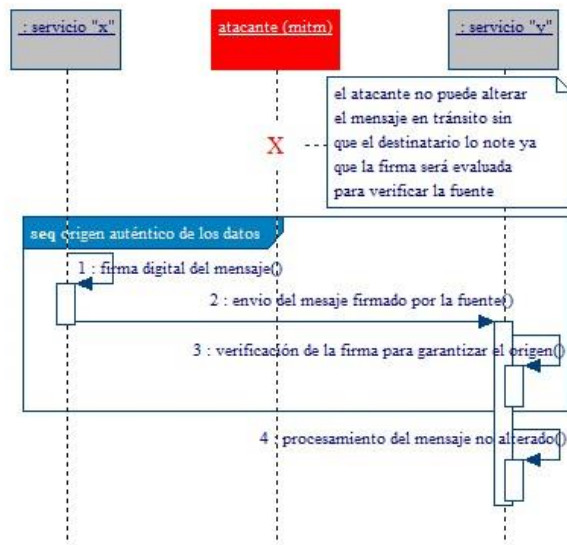 : servicio "x"
atacante (mitm)
: servicio "y"
el atacante no puede alterar
el mensaje en tránsito sin
que el destinatario lo note ya
que la firma será evaluada
para verificar la fuente
X
seq origen auténtico de los datos
1 : firma digital del mensaje()
2 : envio del mesaje firmado por la fuente()
3 : verificación de la firma para garantizar el origen()
4 : procesamiento del mensaje no alterado()